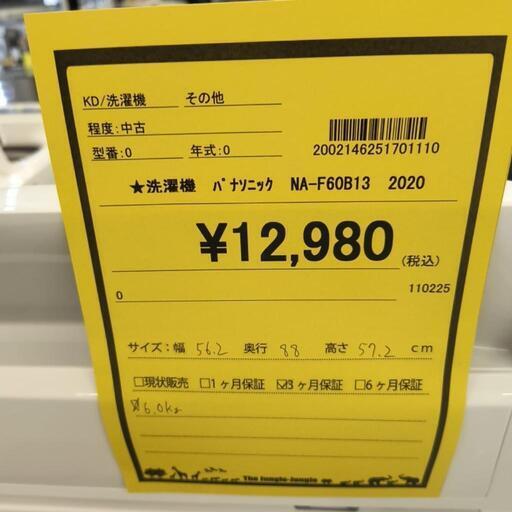 KD/洗濯機 その他
程度:中古
型番:0 年式:0
2002146251701110
★洗濯機 ﾊﾟﾅｿﾆｯｸ NA-F60B13 2020
¥12,980(税込)
0 110225
サイズ:幅 56.2 奥行 88 高さ 57.2 cm
□現状販売 □1ヶ月保証 ☑3ヶ月保証 □6ヶ月保証
6.0kg
The Jungle-Jungle